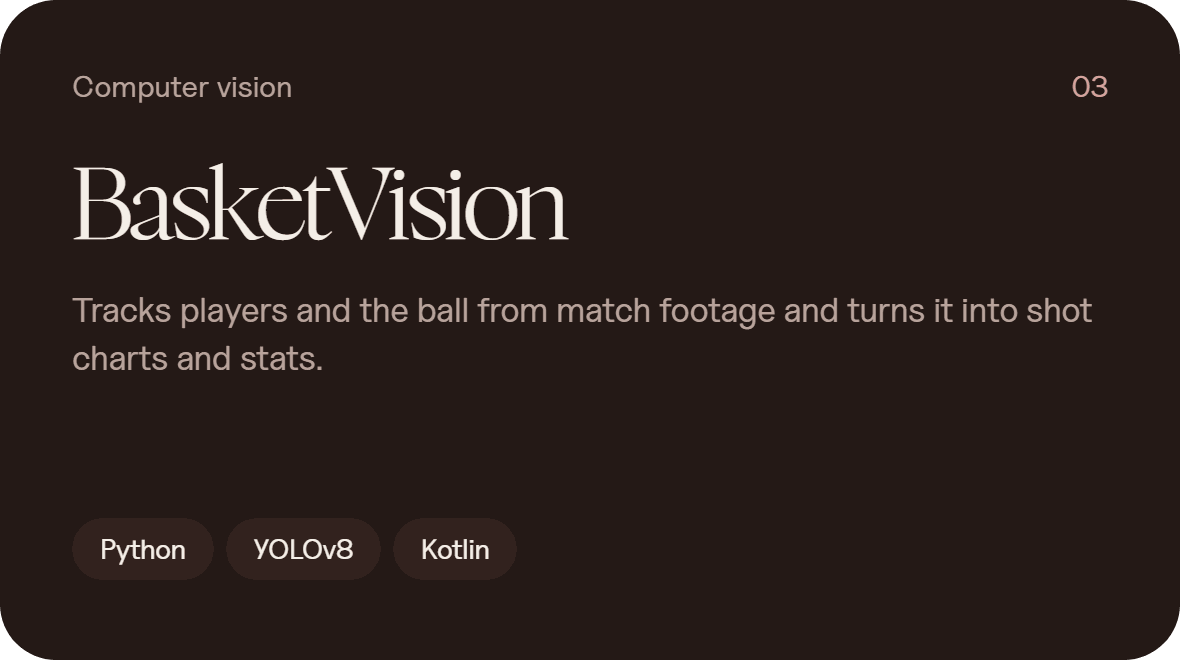 Computer vision
03
BasketVision
Tracks players and the ball from match footage and turns it into shot
charts and stats.
Python
YOLOv8
Kotlin